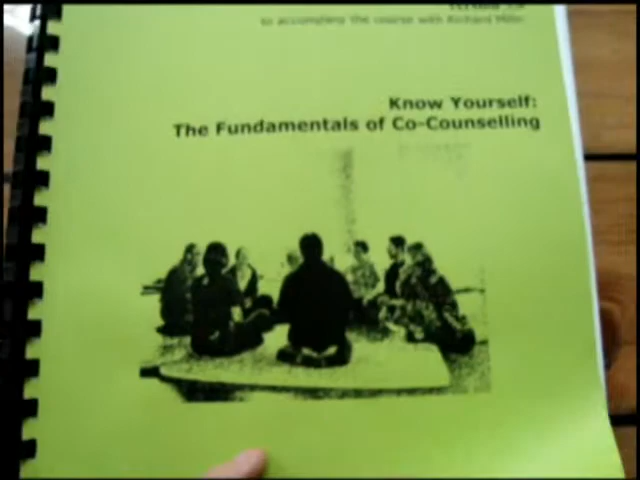 to accompany the course with Richard Mills
Know Yourself:
The Fundamentals of Co-Counselling